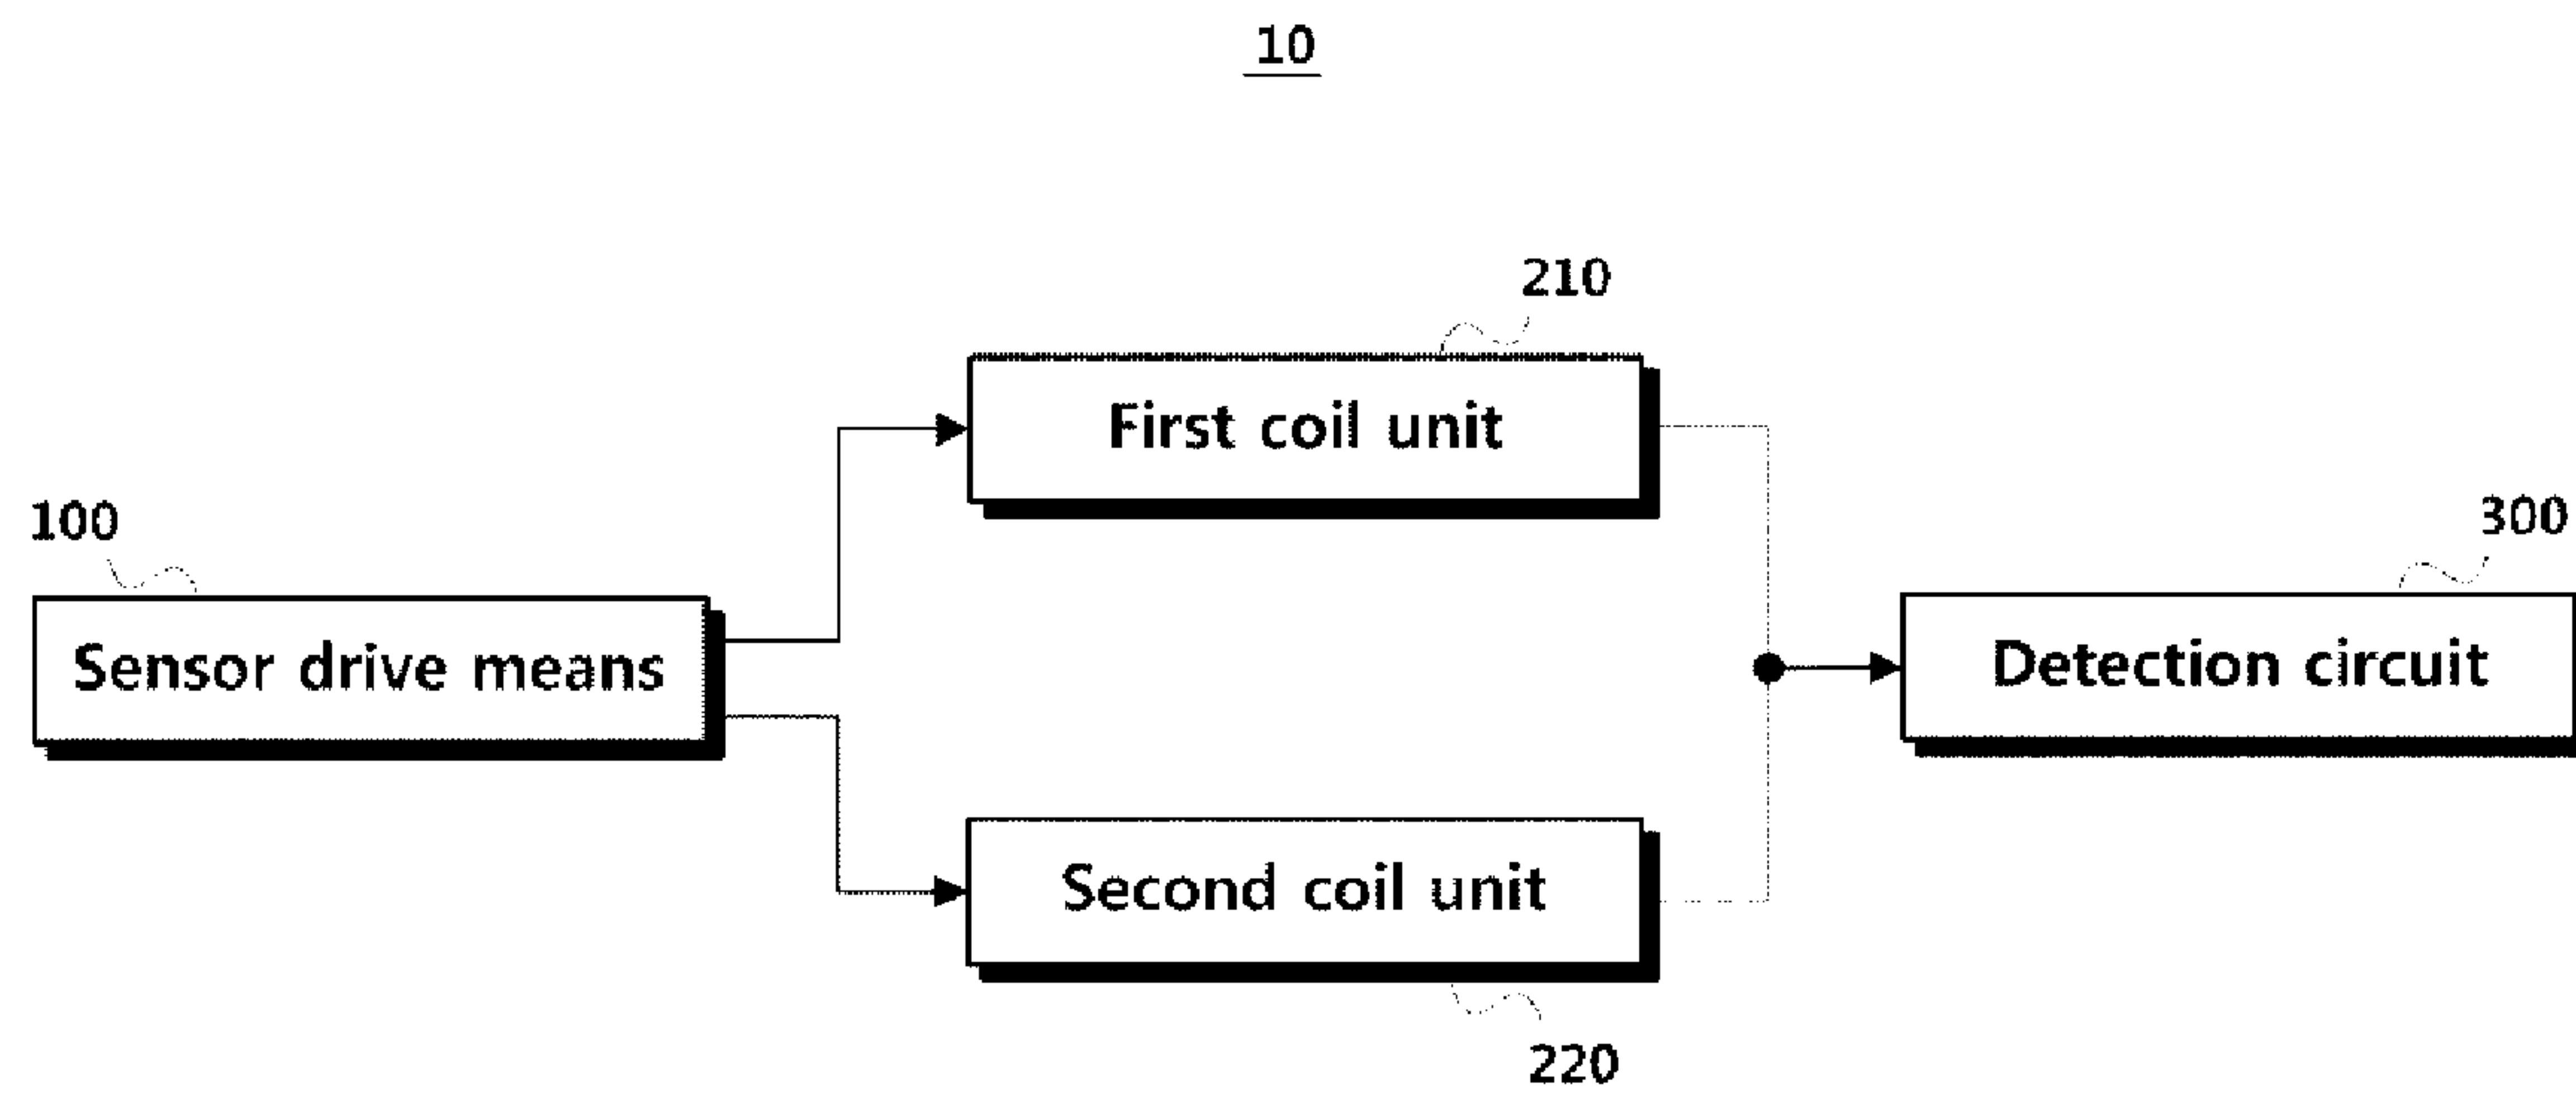 10
210
First coil unit
100
300
Sensor drive means
Detection circuit
Second coil unit
220